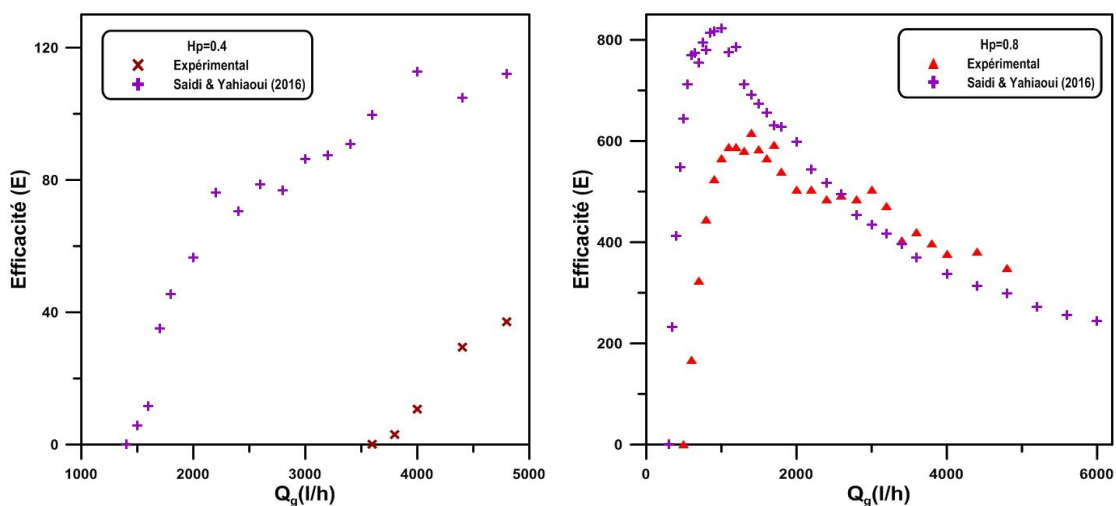 Hp=0.4
Expérimental
Saidi & Yahiaoui (2016)
Efficacité (E)
120
80
40
0
1000 2000 3000 4000 5000
Qg(l/h)
Hp=0.8
Expérimental
Saidi & Yahiaoui (2016)
Efficacité (E)
800
600
400
200
0
0 2000 4000 6000
Qg(l/h)